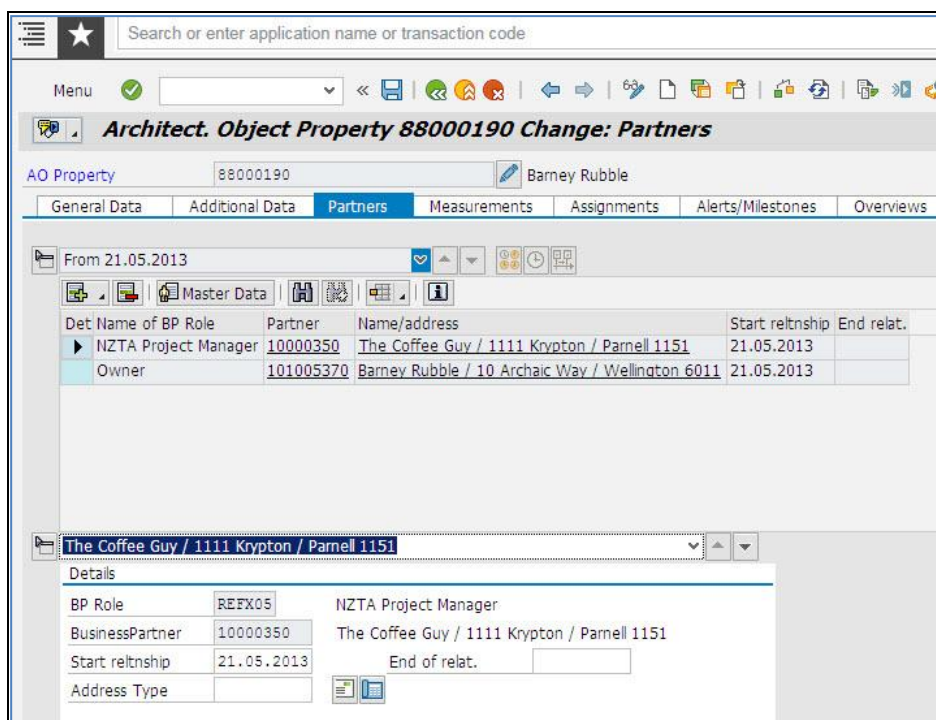 Search or enter application name or transaction code
Menu
Architect. Object Property 88000190 Change: Partners
AO Property 88000190 Barney Rubble
General Data Additional Data Partners Measurements Assignments Alerts/Milestones Overviews
From 21.05.2013
Master Data
Det Name of BP Role Partner Name/address Start reltnship End relat.
NZTA Project Manager 10000350 The Coffee Guy / 1111 Krypton / Parnell 1151 21.05.2013
Owner 101005370 Barney Rubble / 10 Archaic Way / Wellington 6011 21.05.2013
The Coffee Guy / 1111 Krypton / Parnell 1151
Details
BP Role REFX05 NZTA Project Manager
BusinessPartner 10000350 The Coffee Guy / 1111 Krypton / Parnell 1151
Start reltnship 21.05.2013 End of relat.
Address Type